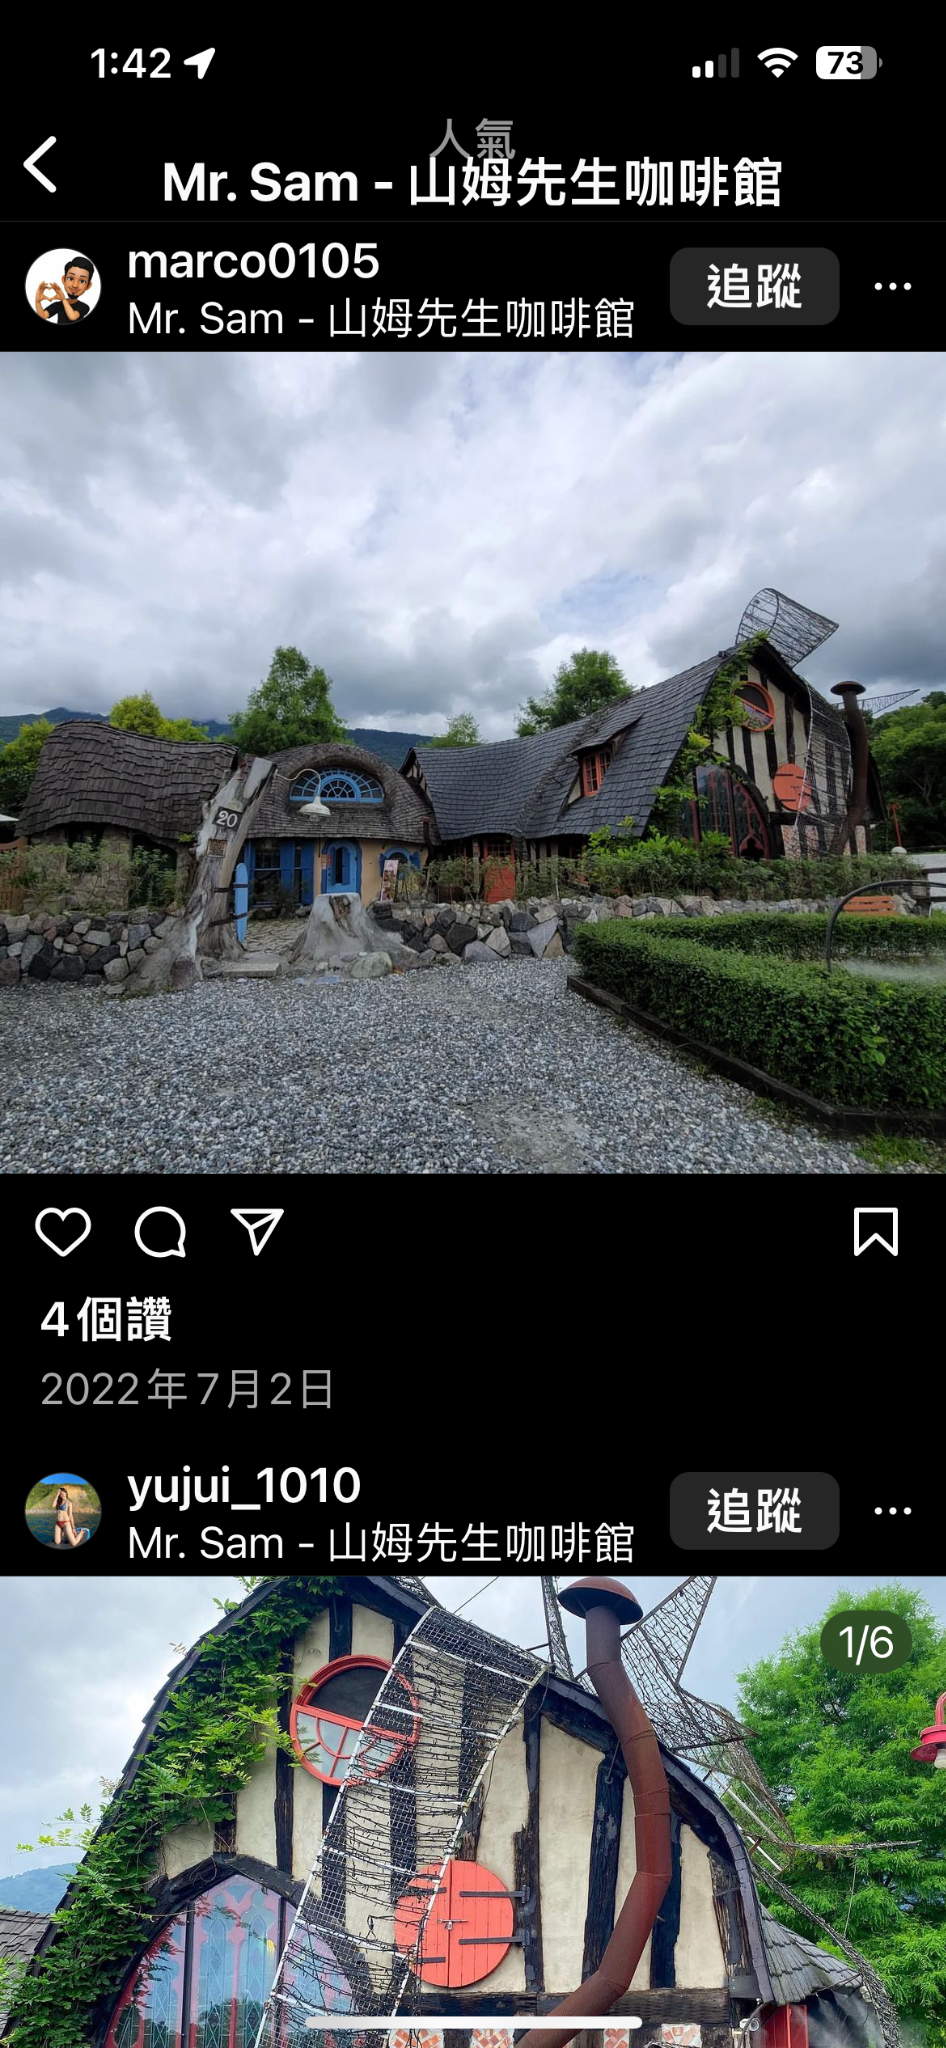 1:42
73
人氣
Mr. Sam - 山姆先生咖啡館
marco0105
Mr. Sam - 山姆先生咖啡館
追蹤
20
4個讚
2022年7月2日
yujui_1010
Mr. Sam - 山姆先生咖啡館
追蹤
1/6